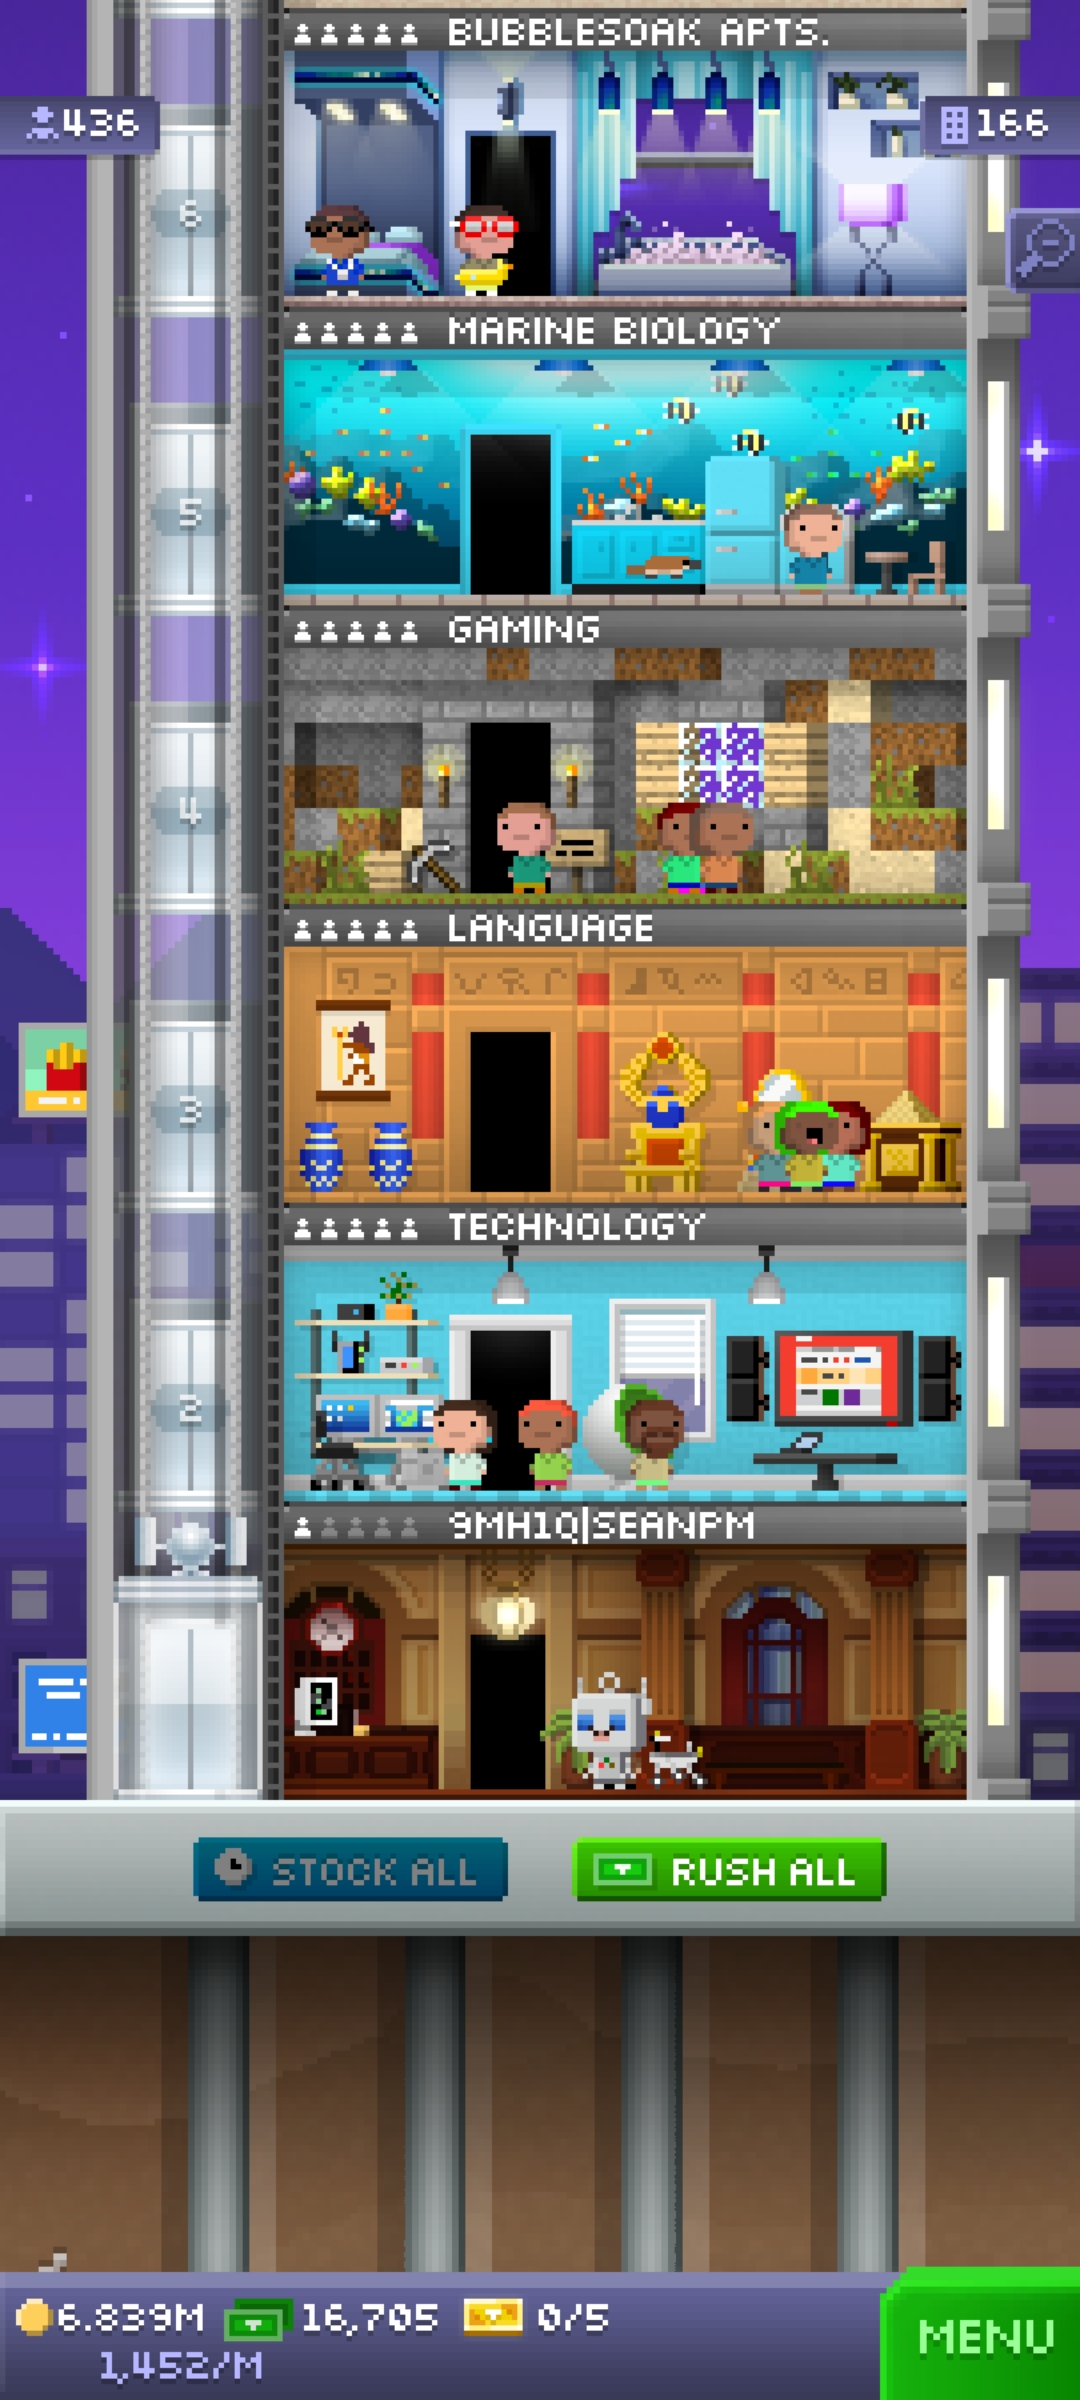 BUBBLESOAK APTS.
436
166
6
MARINE BIOLOGY
5
GAMING
4
LANGUAGE
3
TECHNOLOGY
2
9MH1Q|SEANPM
STOCK ALL
RUSH ALL
6.839M
16,705
0/5
1,452/M
MENU